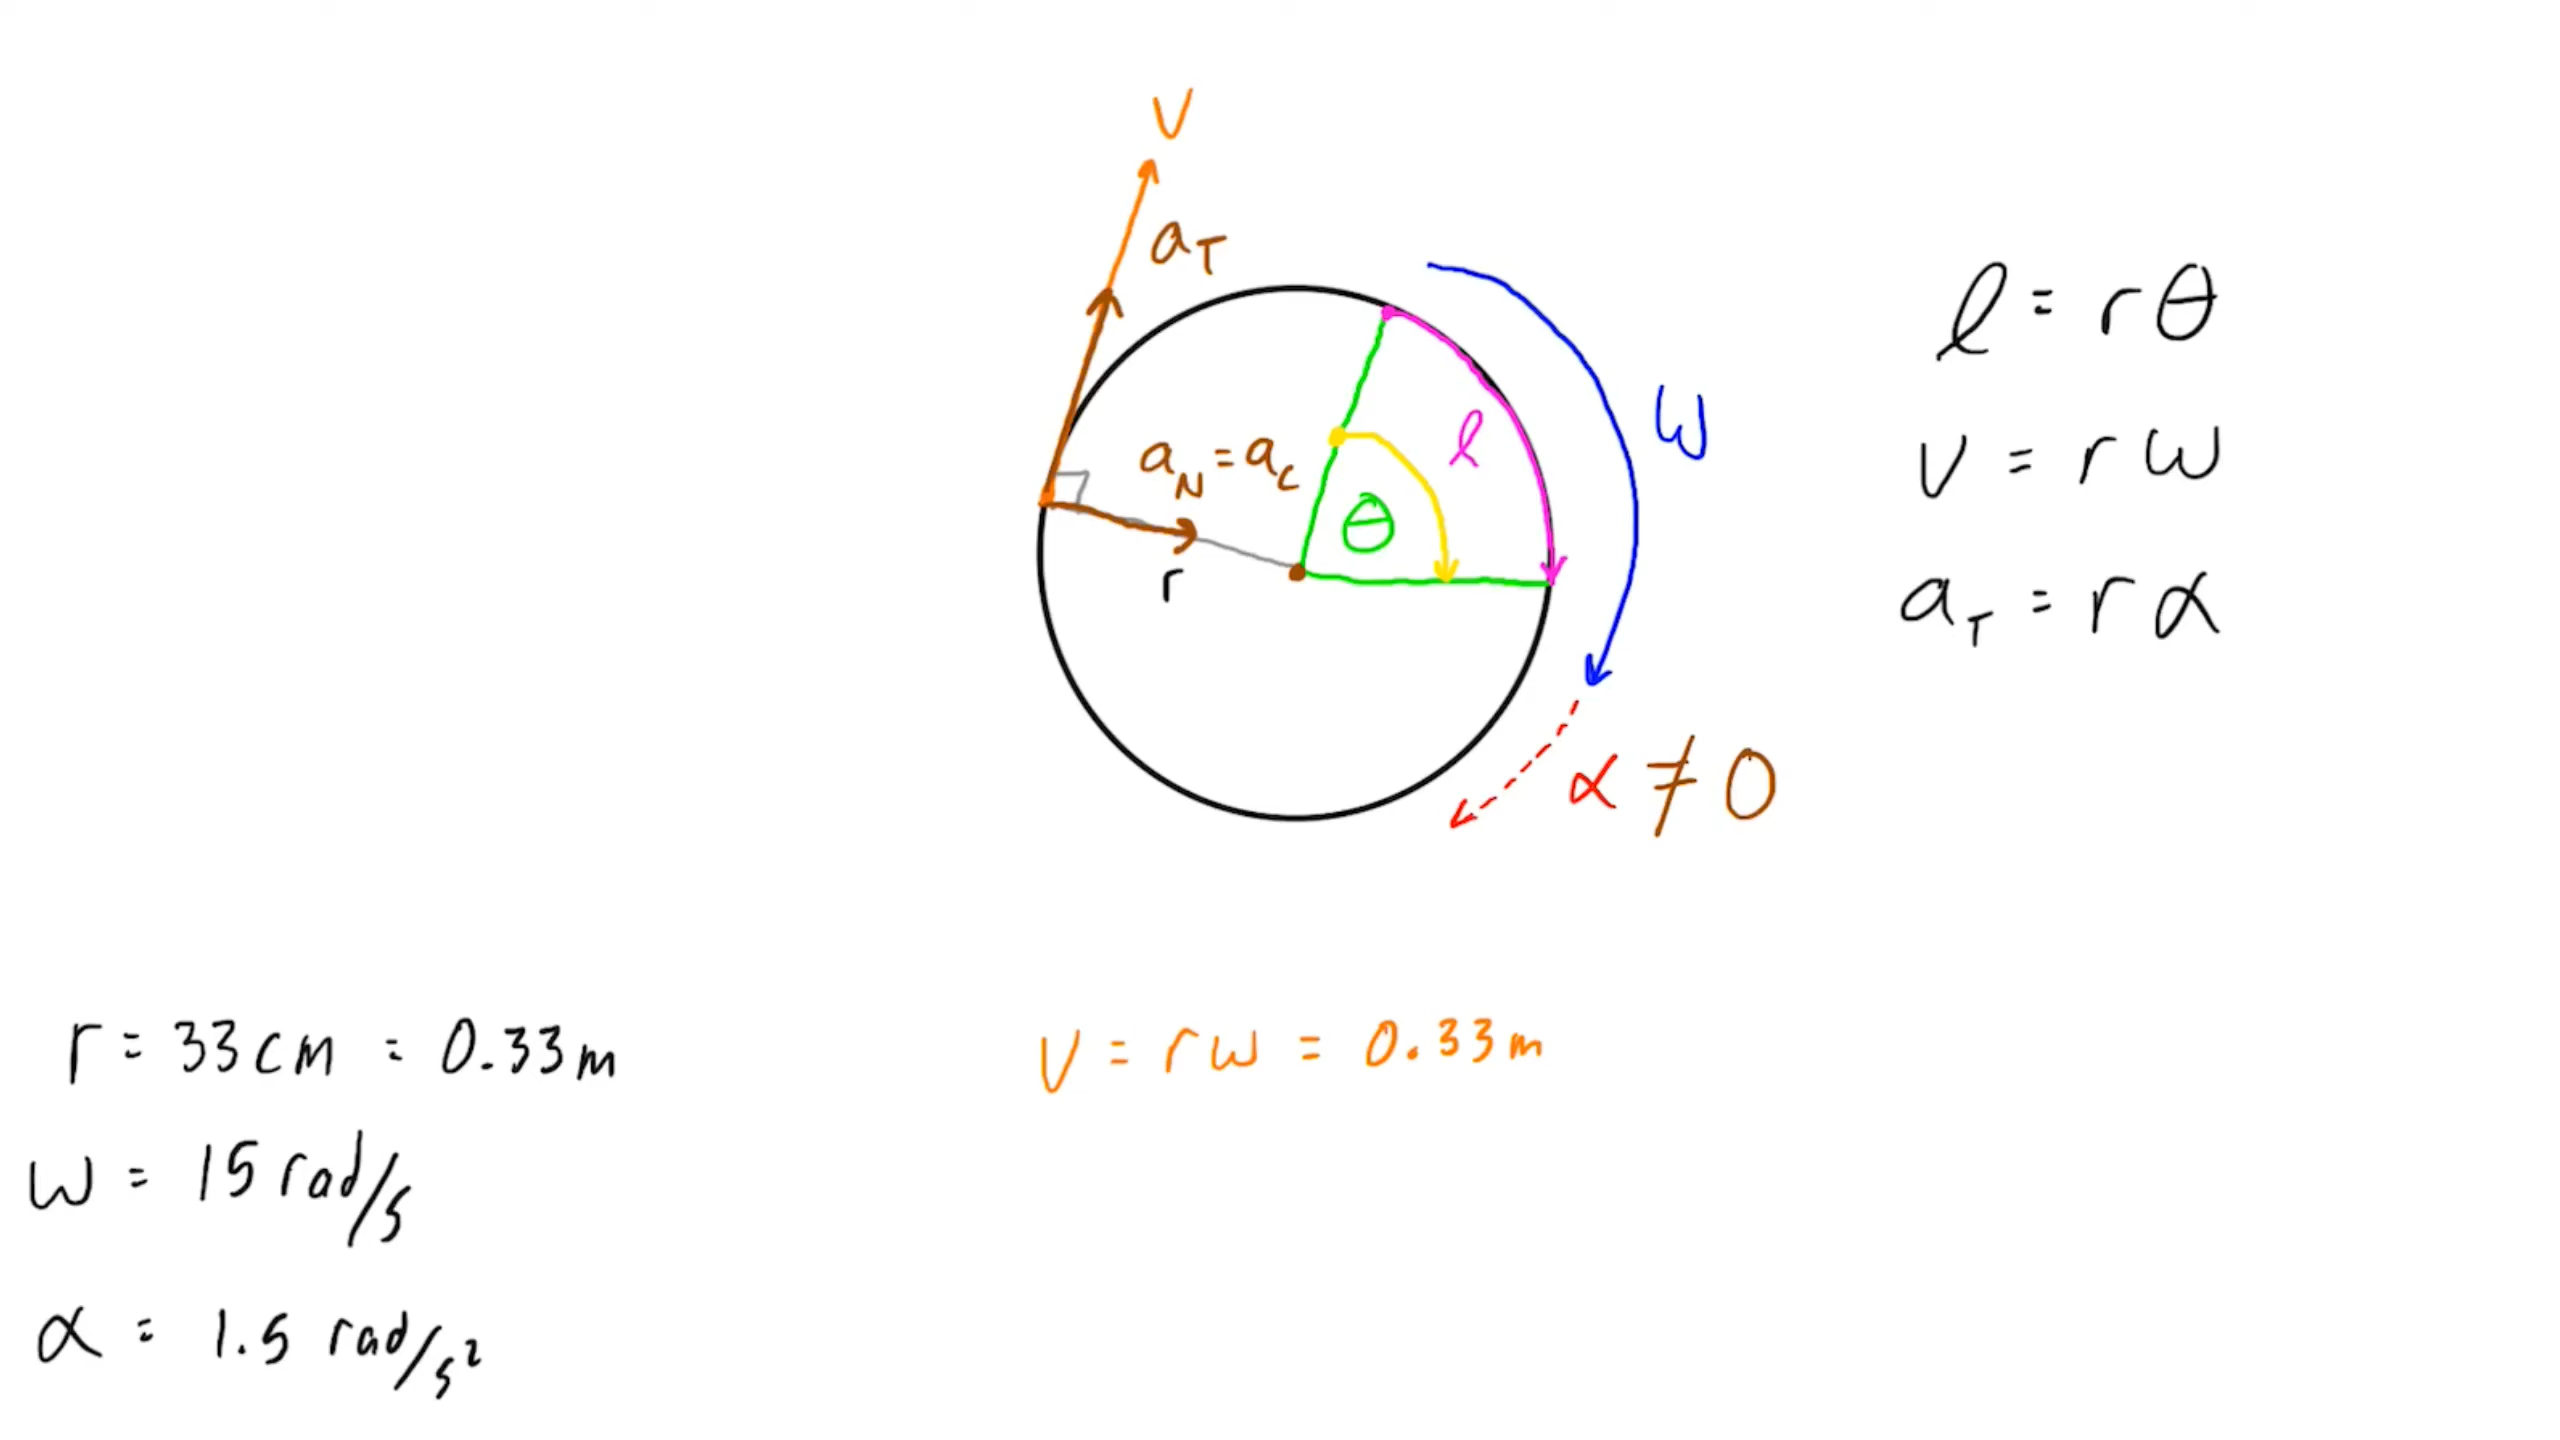 V
a_T
a_N = a_C
r
θ
l
ω
α ≠ 0
l = rθ
v = rω
a_T = rα
r = 33 cm = 0.33 m
ω = 15 rad/s
α = 1.5 rad/s²
V = rω = 0.33 m